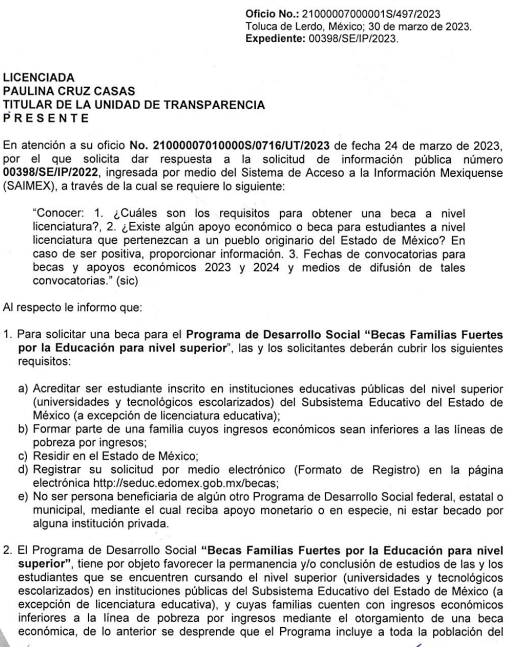 Oficio No.: 21000007000001S/497/2023
Toluca de Lerdo, México; 30 de marzo de 2023.
Expediente: 00398/SE/IP/2023.
LICENCIADA
PAULINA CRUZ CASAS
TITULAR DE LA UNIDAD DE TRANSPARENCIA
P R E S E N T E
En atención a su oficio No. 21000007010000S/0716/UT/2023 de fecha 24 de marzo de 2023,
por el que solicita dar respuesta a la solicitud de información pública número
00398/SE/IP/2022, ingresada por medio del Sistema de Acceso a la Información Mexiquense
(SAIMEX), a través de la cual se requiere lo siguiente:
“Conocer: 1. ¿Cuáles son los requisitos para obtener una beca a nivel
licenciatura?, 2. ¿Existe algún apoyo económico o beca para estudiantes a nivel
licenciatura que pertenezcan a un pueblo originario del Estado de México? En
caso de ser positiva, proporcionar información. 3. Fechas de convocatorias para
becas y apoyos económicos 2023 y 2024 y medios de difusión de tales
convocatorias.” (sic)
Al respecto le informo que:
1. Para solicitar una beca para el Programa de Desarrollo Social “Becas Familias Fuertes
por la Educación para nivel superior”, las y los solicitantes deberán cubrir los siguientes
requisitos:
a) Acreditar ser estudiante inscrito en instituciones educativas públicas del nivel superior
(universidades y tecnológicos escolarizados) del Subsistema Educativo del Estado de
México (a excepción de licenciatura educativa);
b) Formar parte de una familia cuyos ingresos económicos sean inferiores a las líneas de
pobreza por ingresos;
c) Residir en el Estado de México;
d) Registrar su solicitud por medio electrónico (Formato de Registro) en la página
electrónica http://seduc.edomex.gob.mx/becas;
e) No ser persona beneficiaria de algún otro Programa de Desarrollo Social federal, estatal o
municipal, mediante el cual reciba apoyo monetario o en especie, ni estar becado por
alguna institución privada.
2. El Programa de Desarrollo Social “Becas Familias Fuertes por la Educación para nivel
superior”, tiene por objeto favorecer la permanencia y/o conclusión de estudios de las y los
estudiantes que se encuentren cursando el nivel superior (universidades y tecnológicos
escolarizados) en instituciones públicas del Subsistema Educativo del Estado de México (a
excepción de licenciatura educativa), y cuyas familias cuenten con ingresos económicos
inferiores a la línea de pobreza por ingresos mediante el otorgamiento de una beca
económica, de lo anterior se desprende que el Programa incluye a toda la población del